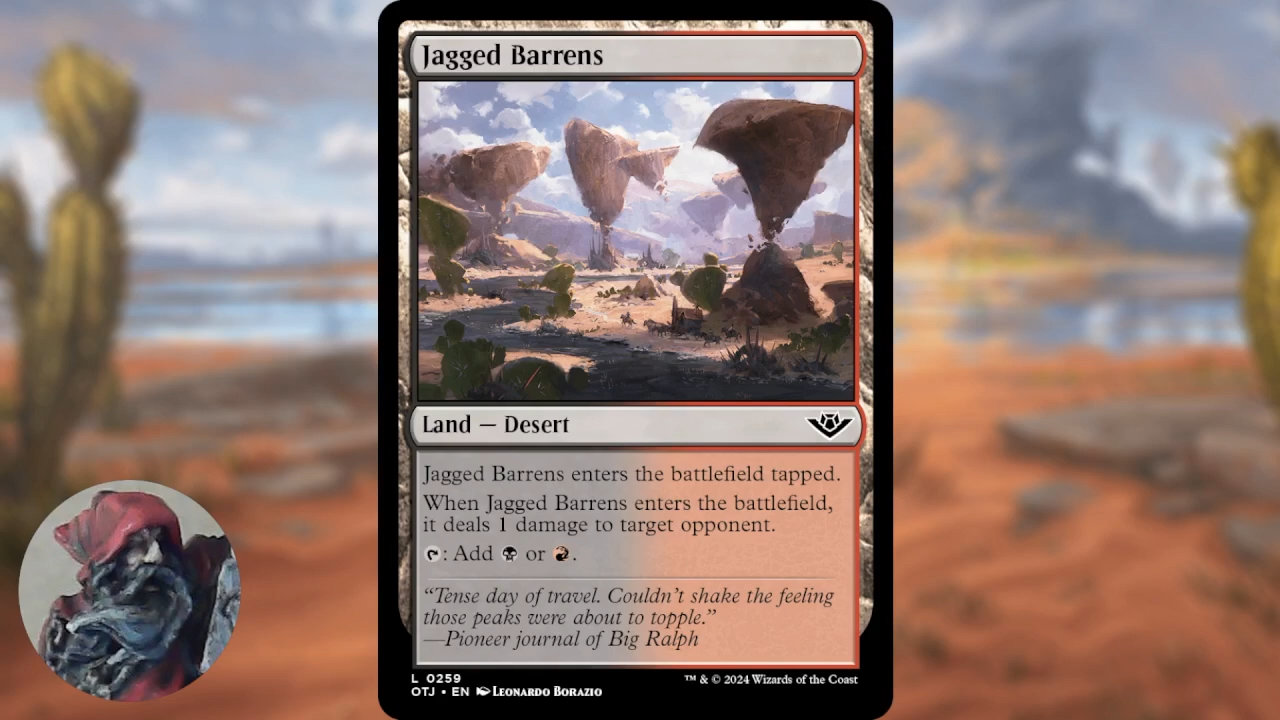 Jagged Barrens
Land — Desert
Jagged Barrens enters the battlefield tapped.
When Jagged Barrens enters the battlefield,
it deals 1 damage to target opponent.
: Add or .
“Tense day of travel. Couldn’t shake the feeling
those peaks were about to topple.”
—Pioneer journal of Big Ralph
L 0259
OTJ • EN Leonardo Borazio
™ & © 2024 Wizards of the Coast